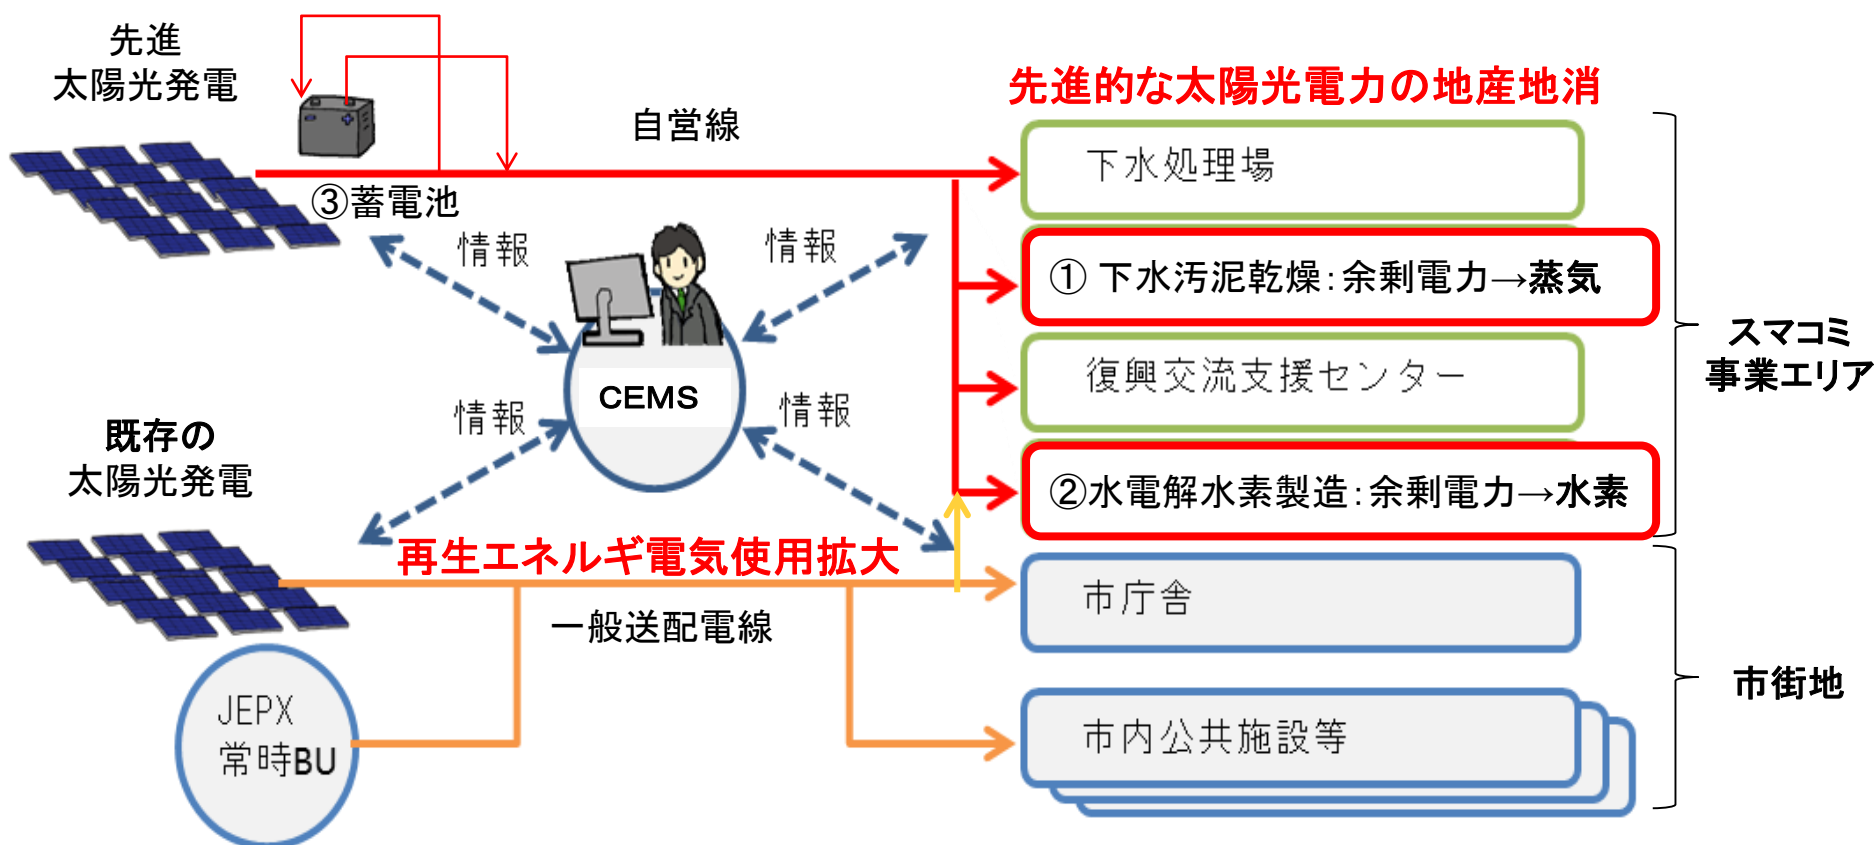 先進
太陽光発電
自営線
③蓄電池
先進的な太陽光電力の地産地消
下水処理場
① 下水汚泥乾燥：余剰電力→蒸気
復興交流支援センター
②水電解水素製造：余剰電力→水素
スマコミ
事業エリア
情報
情報
CEMS
情報
情報
既存の
太陽光発電
再生エネルギ電気使用拡大
一般送配電線
JEPX
常時BU
市庁舎
市内公共施設等
市街地